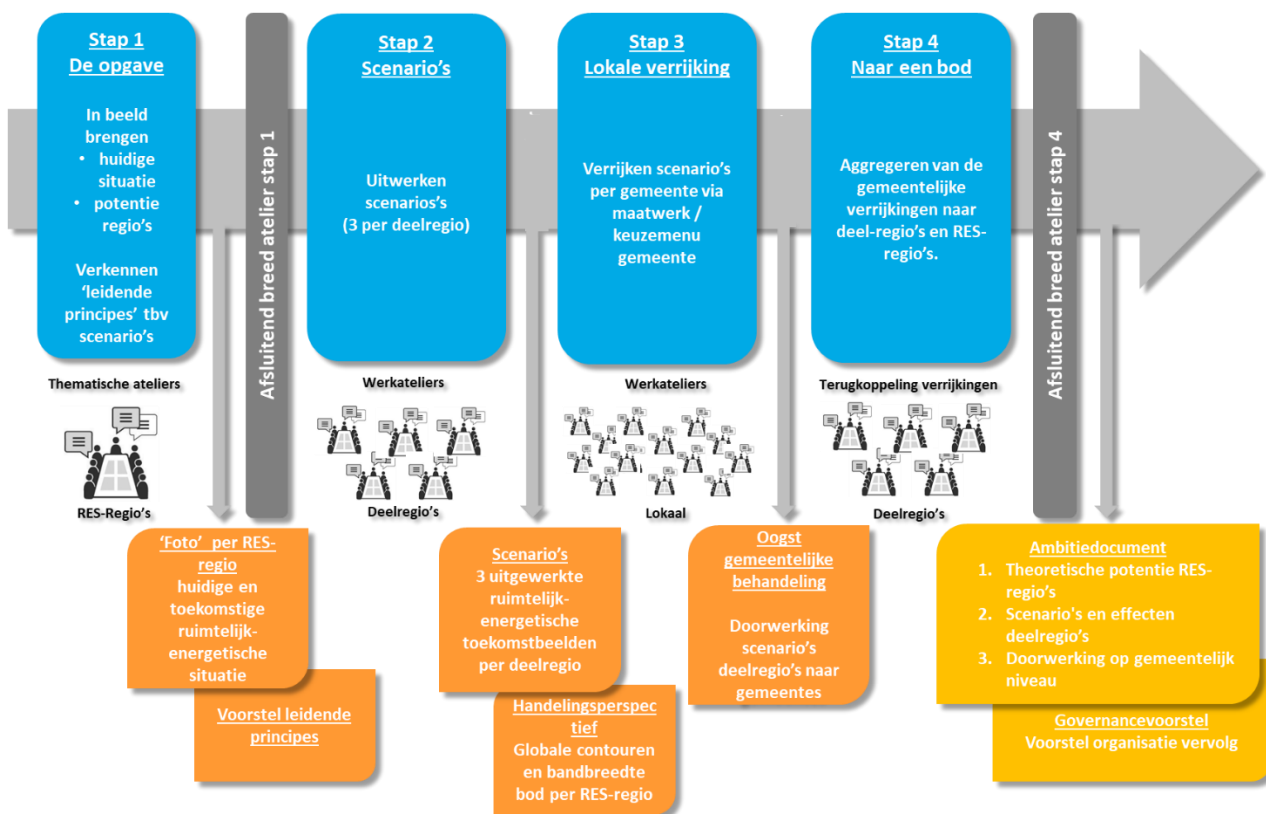 Stap 1
De opgave
In beeld
brengen
• huidige
situatie
• potentie
regio's
Verkennen
'leidende
principes' tbv
scenario's
Thematische ateliers
RES-Regio's
Afsluitend breed atelier stap 1
Stap 2
Scenario's
Uitwerken
scenarios's
(3 per deelregio)
Werkateliers
Deelregio's
Stap 3
Lokale verrijking
Verrijken scenario's
per gemeente via
maatwerk /
keuzemenu
gemeente
Werkateliers
Lokaal
Stap 4
Naar een bod
Aggregeren van de
gemeentelijke
verrijkingen naar
deel-regio's en RES-
regio's.
Terugkoppeling verrijkingen
Deelregio's
Afsluitend breed atelier stap 4
'Foto' per RES-
regio
huidige en
toekomstige
ruimtelijk-
energetische
situatie
Voorstel leidende
principes
Scenario's
3 uitgewerkte
ruimtelijk-
energetische
toekomstbeelden
per deelregio
Handelingsperspec
tief
Globale contouren
en bandbreedte
bod per RES-regio
Oogst
gemeentelijke
behandeling
Doorwerking
scenario's
deelregio's naar
gemeentes
Ambitiedocument
1. Theoretische potentie RES-
regio's
2. Scenario's en effecten
deelregio's
3. Doorwerking op gemeentelijk
niveau
Governancevoorstel
Voorstel organisatie vervolg